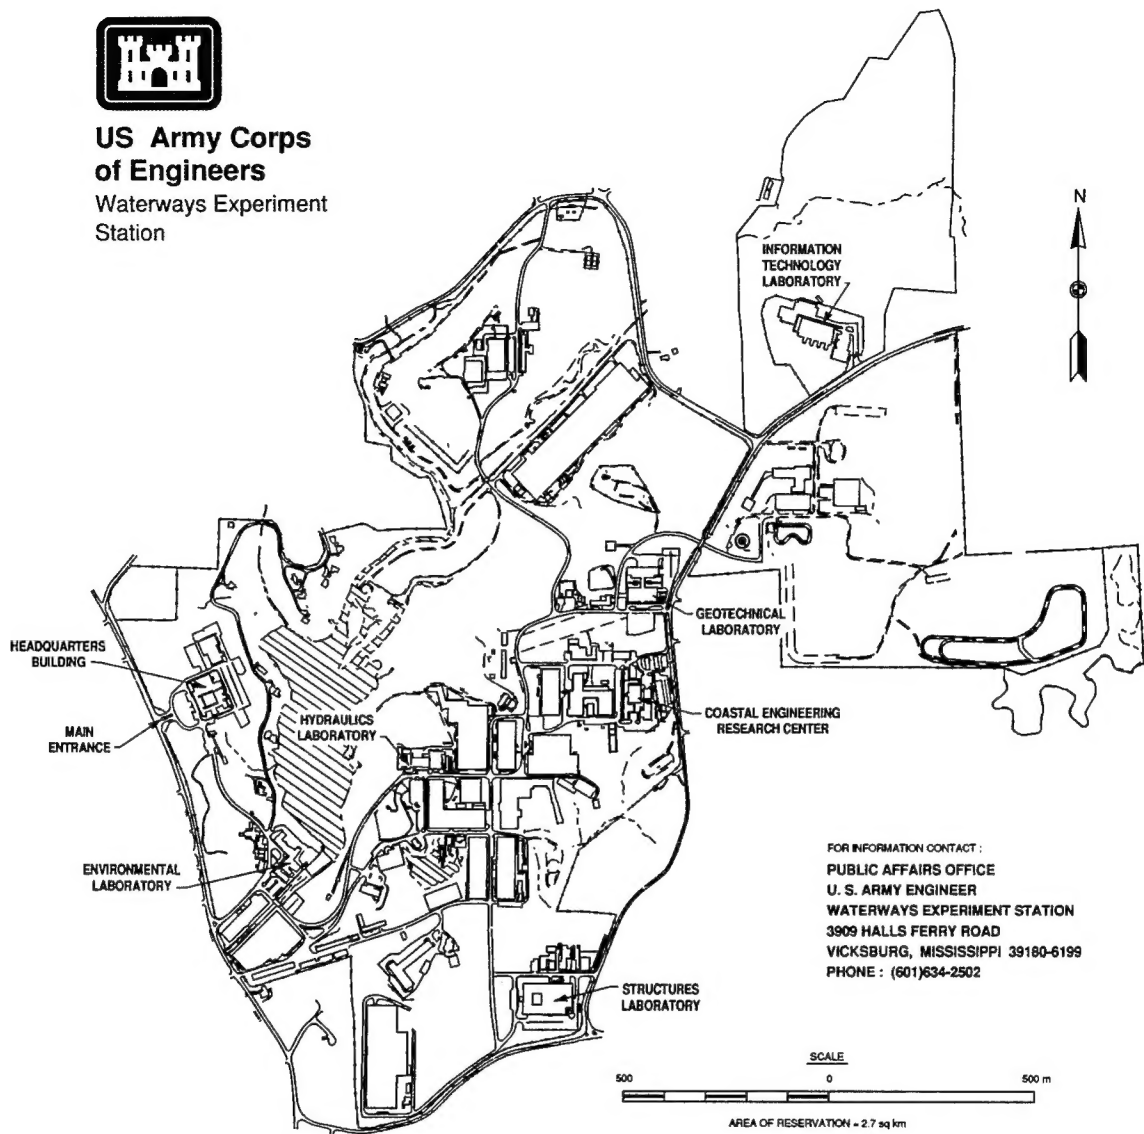 US Army Corps
of Engineers
Waterways Experiment
Station
N
INFORMATION
TECHNOLOGY
LABORATORY
GEOTECHNICAL
LABORATORY
HEADQUARTERS
BUILDING
MAIN
ENTRANCE
HYDRAULICS
LABORATORY
COASTAL ENGINEERING
RESEARCH CENTER
ENVIRONMENTAL
LABORATORY
STRUCTURES
LABORATORY
FOR INFORMATION CONTACT :
PUBLIC AFFAIRS OFFICE
U. S. ARMY ENGINEER
WATERWAYS EXPERIMENT STATION
3909 HALLS FERRY ROAD
VICKSBURG, MISSISSIPPI 39180-6199
PHONE : (601)634-2502
SCALE
500 0 500 m
AREA OF RESERVATION = 2.7 sq km